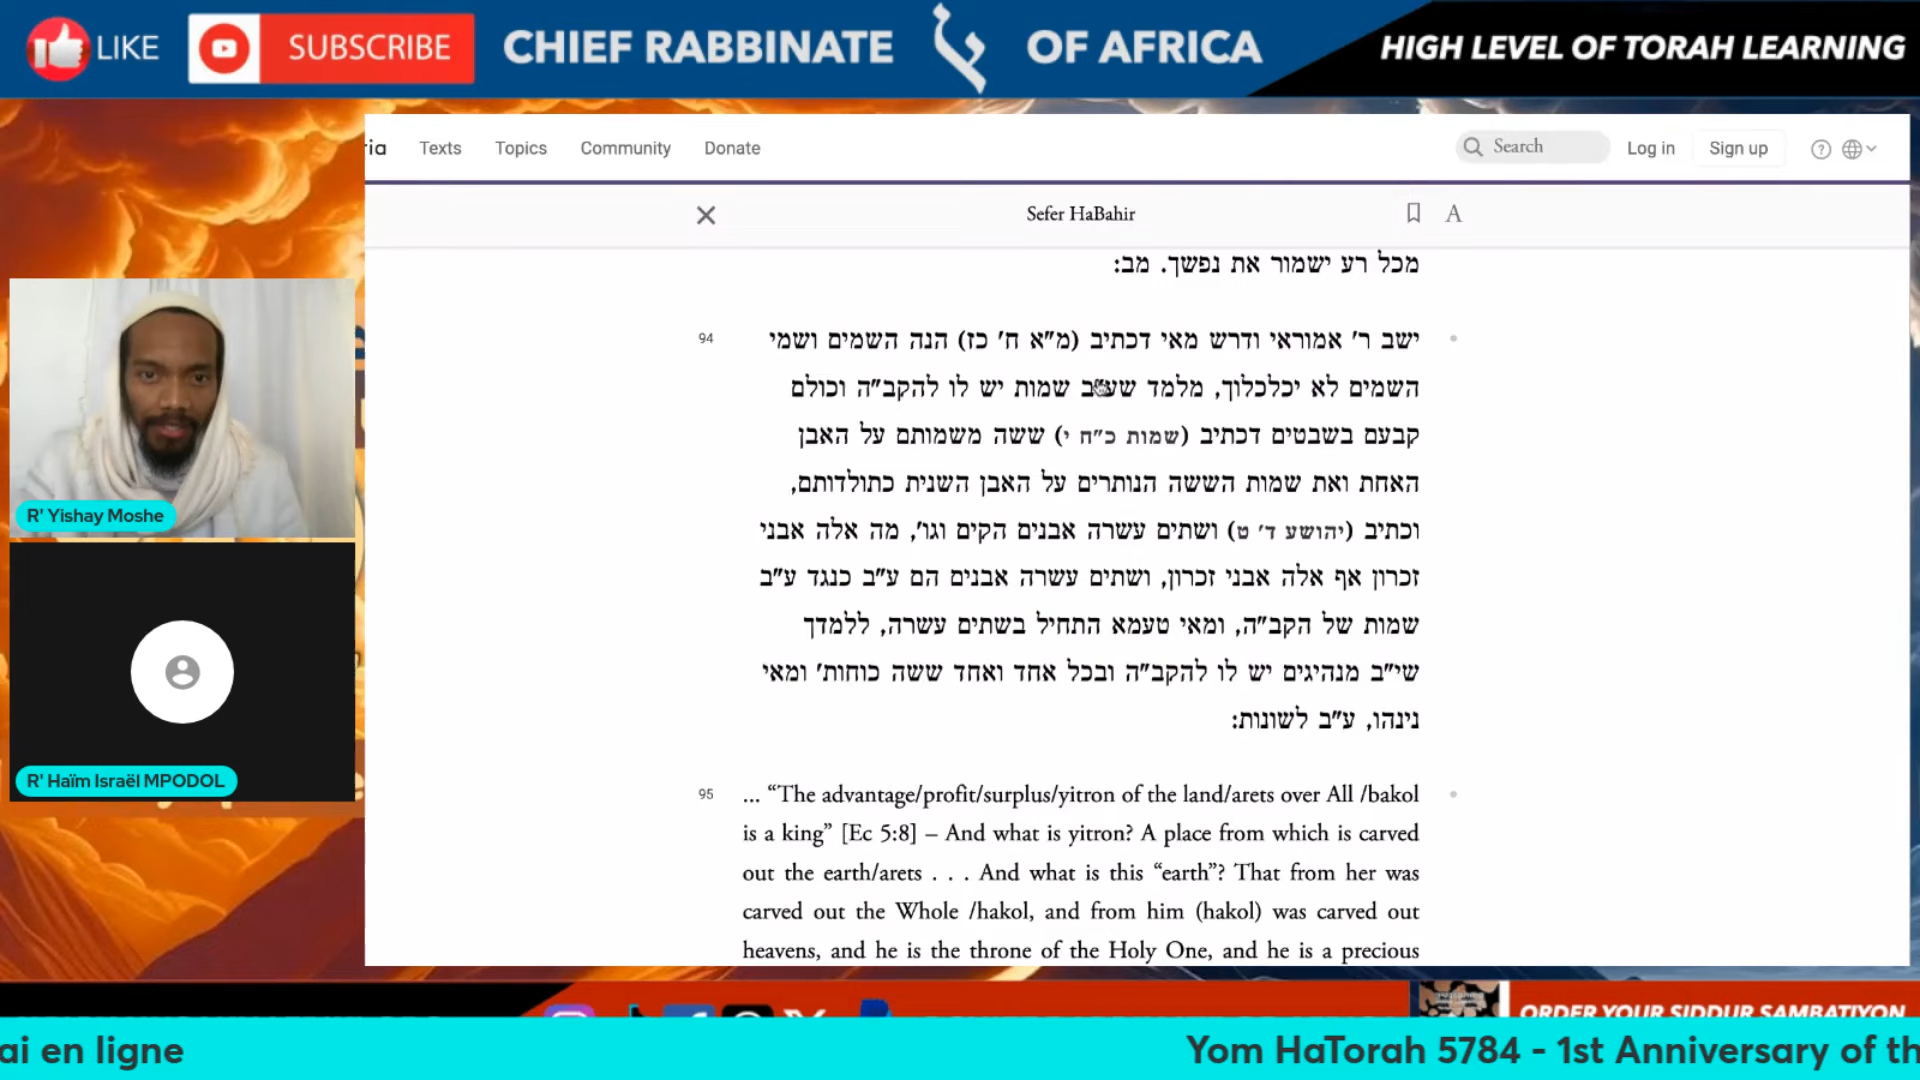 LIKE
SUBSCRIBE
CHIEF RABBINATE OF AFRICA
HIGH LEVEL OF TORAH LEARNING
ria Texts Topics Community Donate Search Log in Sign up
Sefer HaBahir A
מכל רע ישמור את נפשך. מב:
94
ישב ר' אמוראי ודרש מאי דכתיב (מ"א ח' כז) הנה השמים ושמי
השמים לא יכלכלוך, מלמד שע"ב שמות יש לו להקב"ה וכולם
קבעם בשבטים דכתיב (שמות כ"ח י) ששה משמותם על האבן
האחת ואת שמות הששה הנותרים על האבן השנית כתולדותם,
וכתיב (יהושע ד' ט) ושתים עשרה אבנים הקים וגו', מה אלה אבני
זכרון אף אלה אבני זכרון, ושתים עשרה אבנים הם ע"ב כנגד ע"ב
שמות של הקב"ה, ומאי טעמא התחיל בשתים עשרה, ללמדך
שי"ב מנהיגים יש לו להקב"ה ובכל אחד ואחד ששה כוחות' ומאי
נינהו, ע"ב לשונות:
95
... “The advantage/profit/surplus/yitron of the land/arets over All /bakol
is a king” [Ec 5:8] – And what is yitron? A place from which is carved
out the earth/arets . . . And what is this “earth”? That from her was
carved out the Whole /hakol, and from him (hakol) was carved out
heavens, and he is the throne of the Holy One, and he is a precious
R' Yishay Moshe
R' Haïm Israël MPODOL
ORDER YOUR SIDDUR SAMBATIYON
ai en ligne
Yom HaTorah 5784 - 1st Anniversary of th